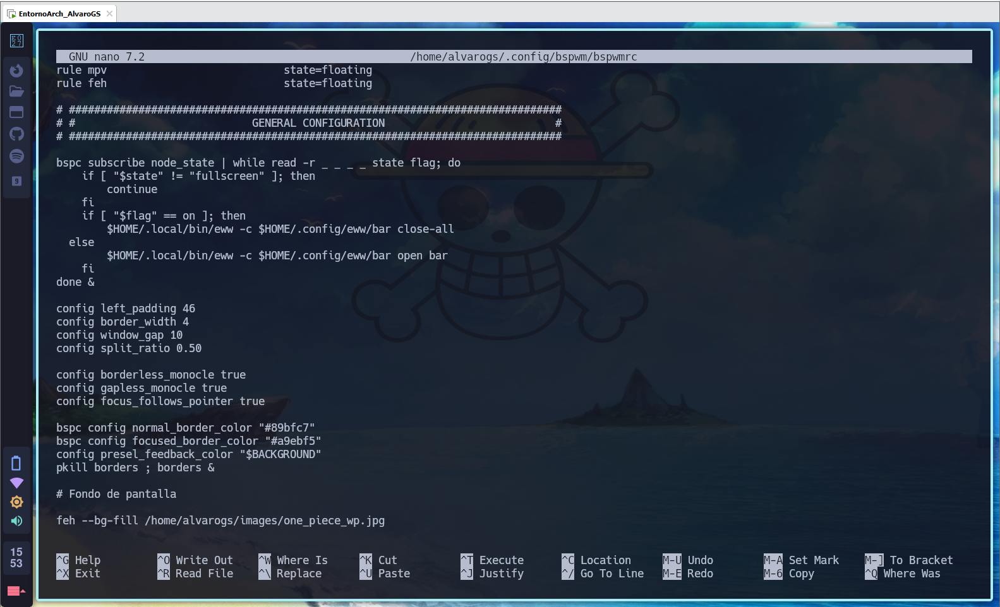 EntornoArch_AlvaroGS
GNU nano 7.2 /home/alvarogs/.config/bspwm/bspwmrc
rule mpv state=floating
rule feh state=floating
# ##############################################################################
# # GENERAL CONFIGURATION #
# ##############################################################################
bspc subscribe node_state | while read -r _ _ _ _ state flag; do
if [ "$state" != "fullscreen" ]; then
continue
fi
if [ "$flag" == on ]; then
$HOME/.local/bin/eww -c $HOME/.config/eww/bar close-all
else
$HOME/.local/bin/eww -c $HOME/.config/eww/bar open bar
fi
done &
config left_padding 46
config border_width 4
config window_gap 10
config split_ratio 0.50
config borderless_monocle true
config gapless_monocle true
config focus_follows_pointer true
bspc config normal_border_color "#89bfc7"
bspc config focused_border_color "#a9ebf5"
config presel_feedback_color "$BACKGROUND"
pkill borders ; borders &
# Fondo de pantalla
feh --bg-fill /home/alvarogs/images/one_piece_wp.jpg
^G Help ^O Write Out ^W Where Is ^K Cut ^T Execute ^C Location M-U Undo M-A Set Mark M-] To Bracket
^X Exit ^R Read File ^\ Replace ^U Paste ^J Justify ^/ Go To Line M-E Redo M-6 Copy ^Q Where Was
9
15
53